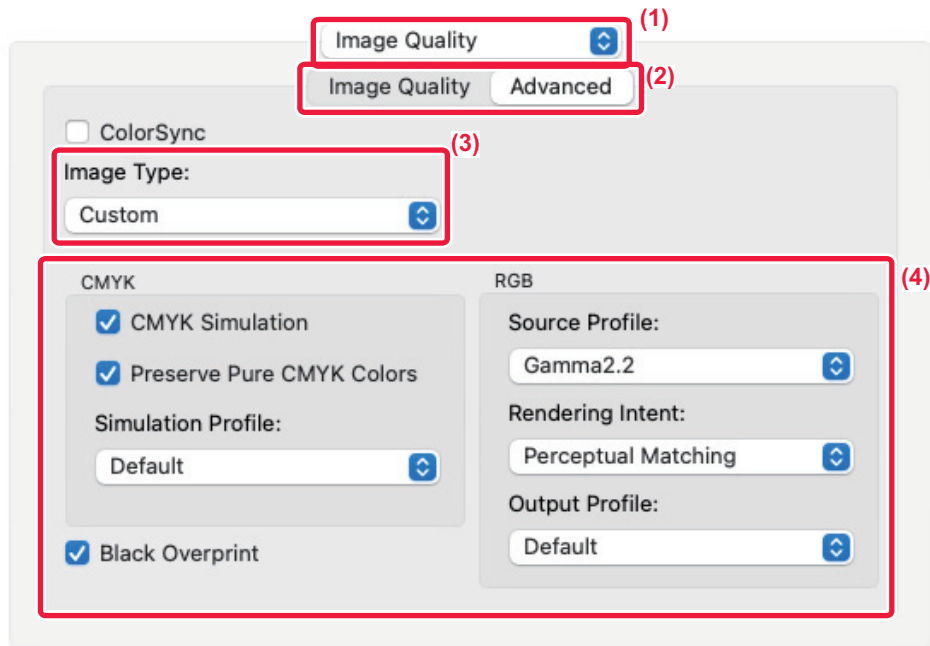 Image Quality
(1)
Image Quality Advanced
(2)
ColorSync
(3)
Image Type:
Custom
(4)
CMYK
CMYK Simulation
Preserve Pure CMYK Colors
Simulation Profile:
Default
Black Overprint
RGB
Source Profile:
Gamma2.2
Rendering Intent:
Perceptual Matching
Output Profile:
Default